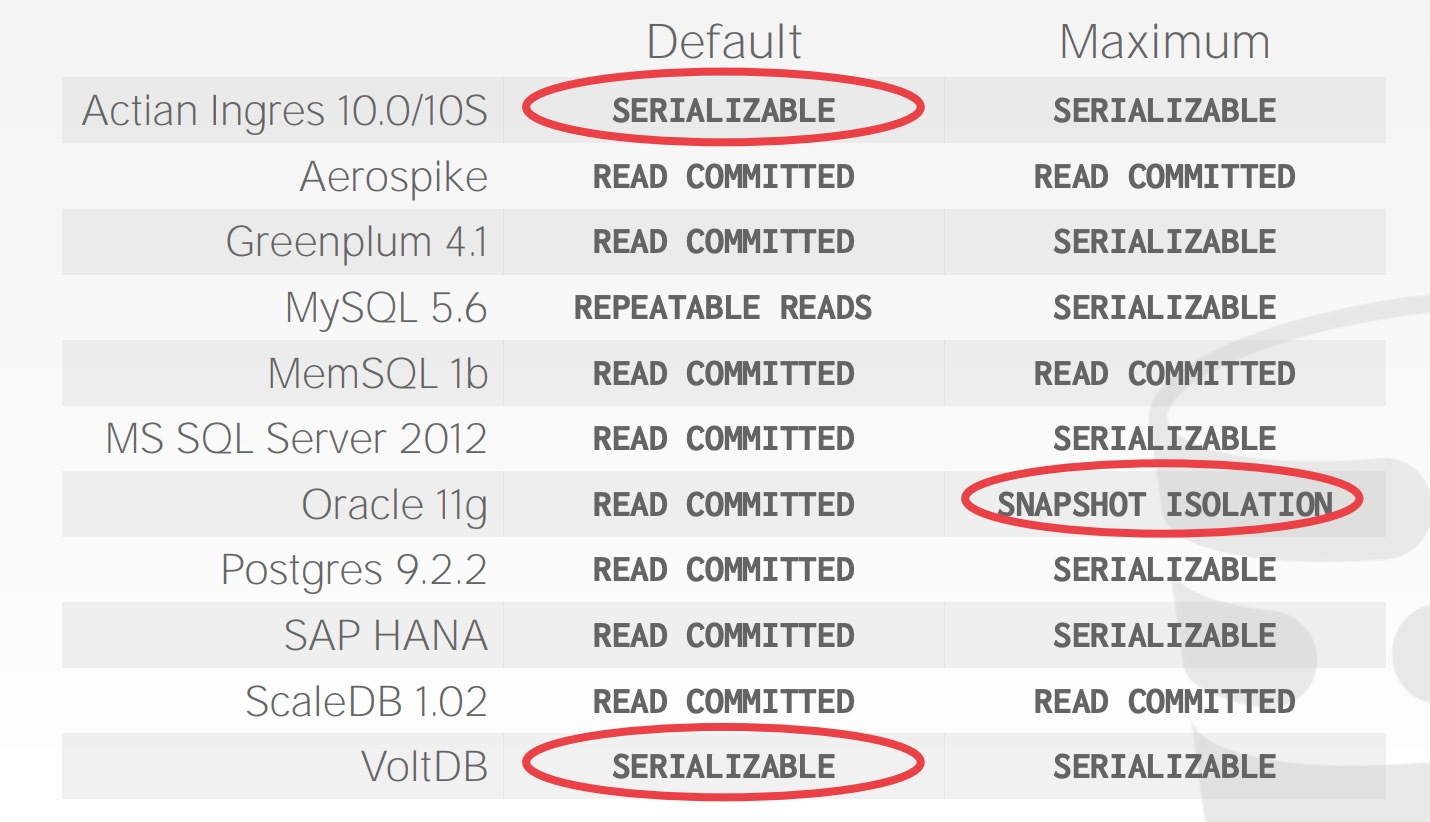 Default Maximum
Actian Ingres 10.0/10S SERIALIZABLE SERIALIZABLE
Aerospike READ COMMITTED READ COMMITTED
Greenplum 4.1 READ COMMITTED SERIALIZABLE
MySQL 5.6 REPEATABLE READS SERIALIZABLE
MemSQL 1b READ COMMITTED READ COMMITTED
MS SQL Server 2012 READ COMMITTED SERIALIZABLE
Oracle 11g READ COMMITTED SNAPSHOT ISOLATION
Postgres 9.2.2 READ COMMITTED SERIALIZABLE
SAP HANA READ COMMITTED SERIALIZABLE
ScaleDB 1.02 READ COMMITTED READ COMMITTED
VoltDB SERIALIZABLE SERIALIZABLE